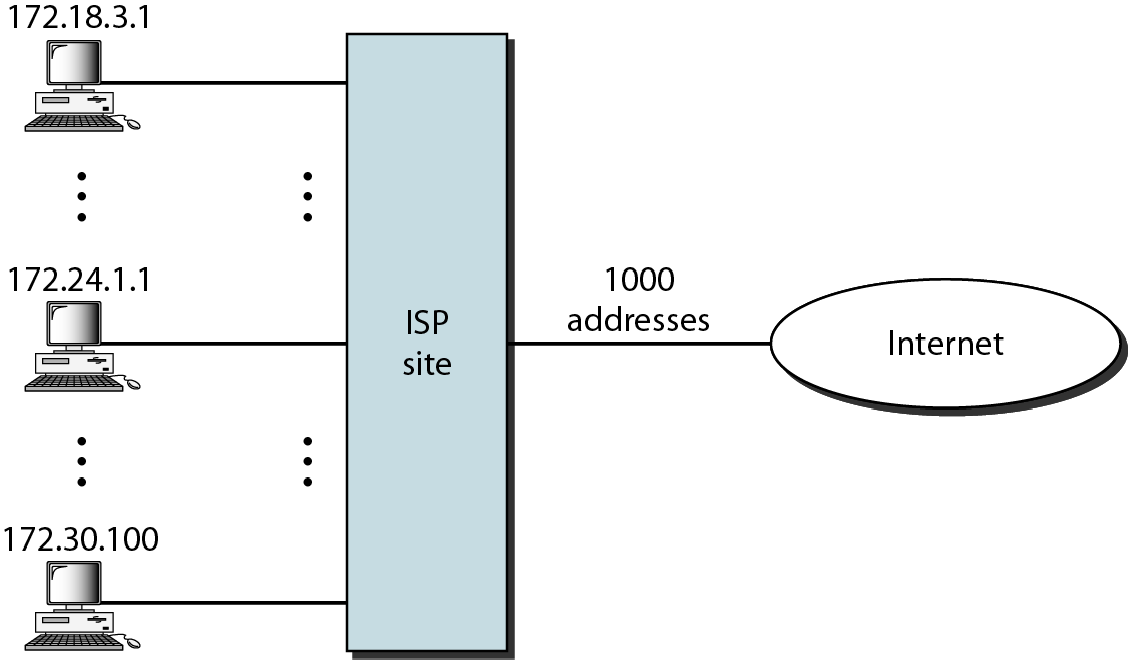 172.18.3.1
172.24.1.1
172.30.100
ISP
site
1000
addresses
Internet